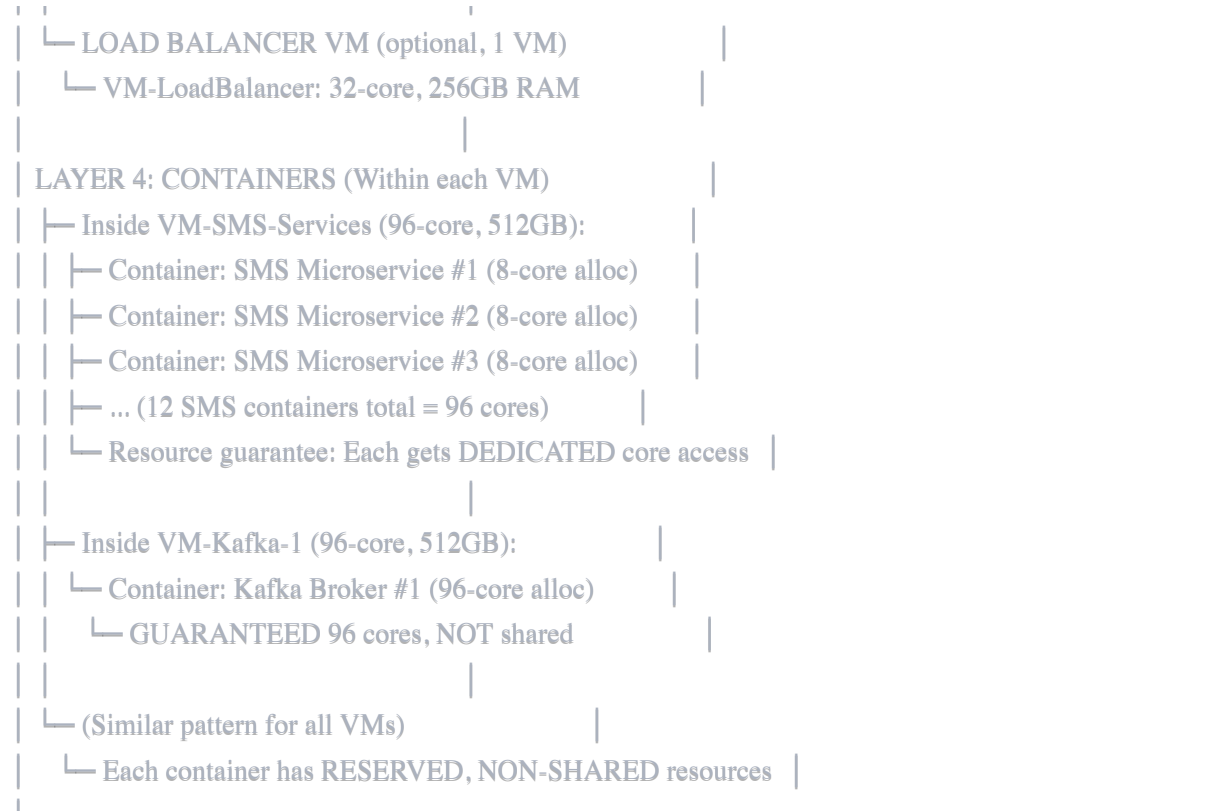 │ └─ LOAD BALANCER VM (optional, 1 VM) │
│ └─ VM-LoadBalancer: 32-core, 256GB RAM │
│ │
│ LAYER 4: CONTAINERS (Within each VM) │
│ ├─ Inside VM-SMS-Services (96-core, 512GB): │
│ │ ├─ Container: SMS Microservice #1 (8-core alloc) │
│ │ ├─ Container: SMS Microservice #2 (8-core alloc) │
│ │ ├─ Container: SMS Microservice #3 (8-core alloc) │
│ │ ├─ ... (12 SMS containers total = 96 cores) │
│ │ └─ Resource guarantee: Each gets DEDICATED core access │
│ │ │
│ ├─ Inside VM-Kafka-1 (96-core, 512GB): │
│ │ └─ Container: Kafka Broker #1 (96-core alloc) │
│ │ └─ GUARANTEED 96 cores, NOT shared │
│ │ │
│ └─ (Similar pattern for all VMs) │
│ └─ Each container has RESERVED, NON-SHARED resources │